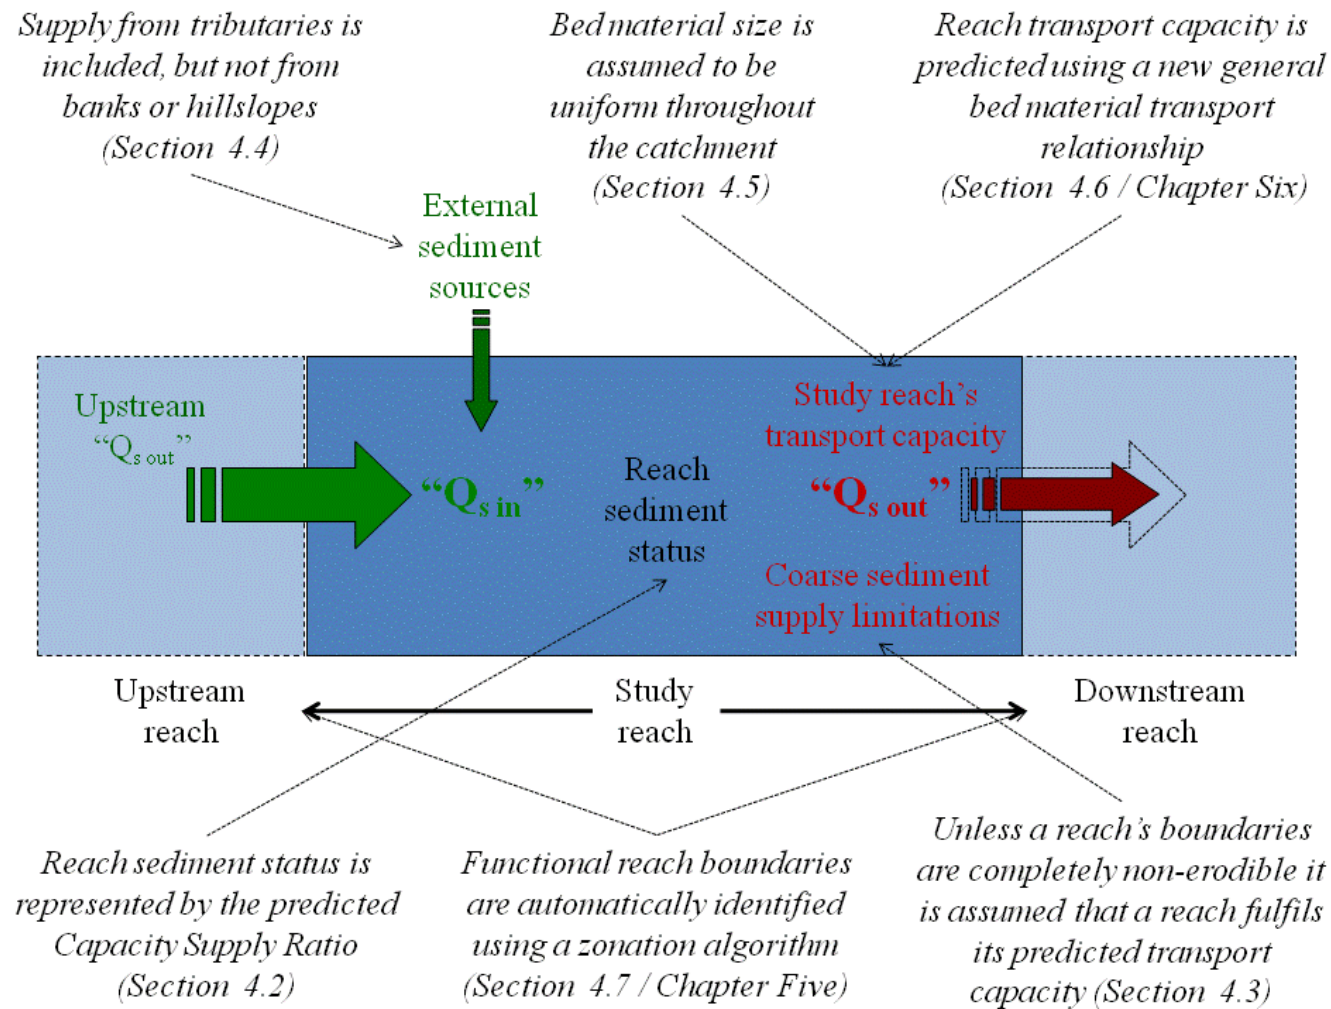 Supply from tributaries is
included, but not from
banks or hillslopes
(Section 4.4)
Bed material size is
assumed to be
uniform throughout
the catchment
(Section 4.5)
Reach transport capacity is
predicted using a new general
bed material transport
relationship
(Section 4.6 / Chapter Six)
External
sediment
sources
Upstream
“Qs out”
“Qs in”
Reach
sediment
status
Study reach’s
transport capacity
“Qs out”
Coarse sediment
supply limitations
Upstream
reach
Study
reach
Downstream
reach
Reach sediment status is
represented by the predicted
Capacity Supply Ratio
(Section 4.2)
Functional reach boundaries
are automatically identified
using a zonation algorithm
(Section 4.7 / Chapter Five)
Unless a reach’s boundaries
are completely non-erodible it
is assumed that a reach fulfils
its predicted transport
capacity (Section 4.3)